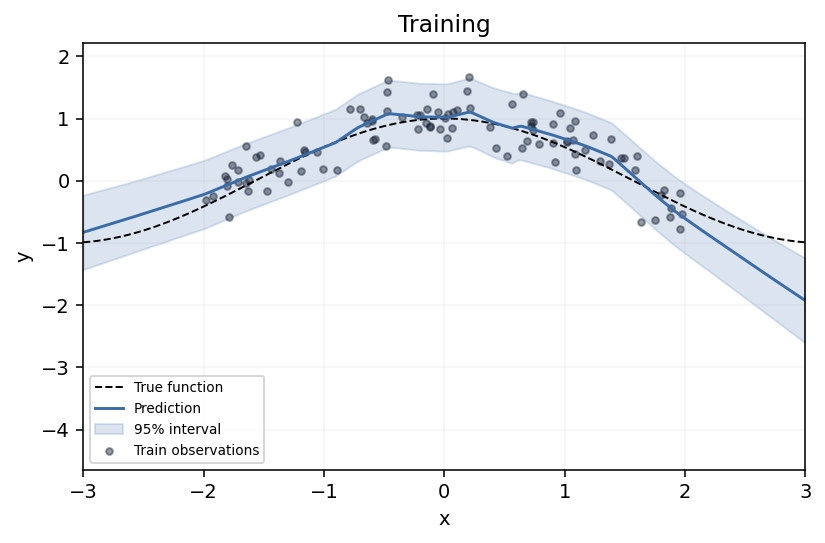 Training
2
1
0
−1
−2
−3
−4
y
−3
−2
−1
0
1
2
3
x
True function
Prediction
95% interval
Train observations